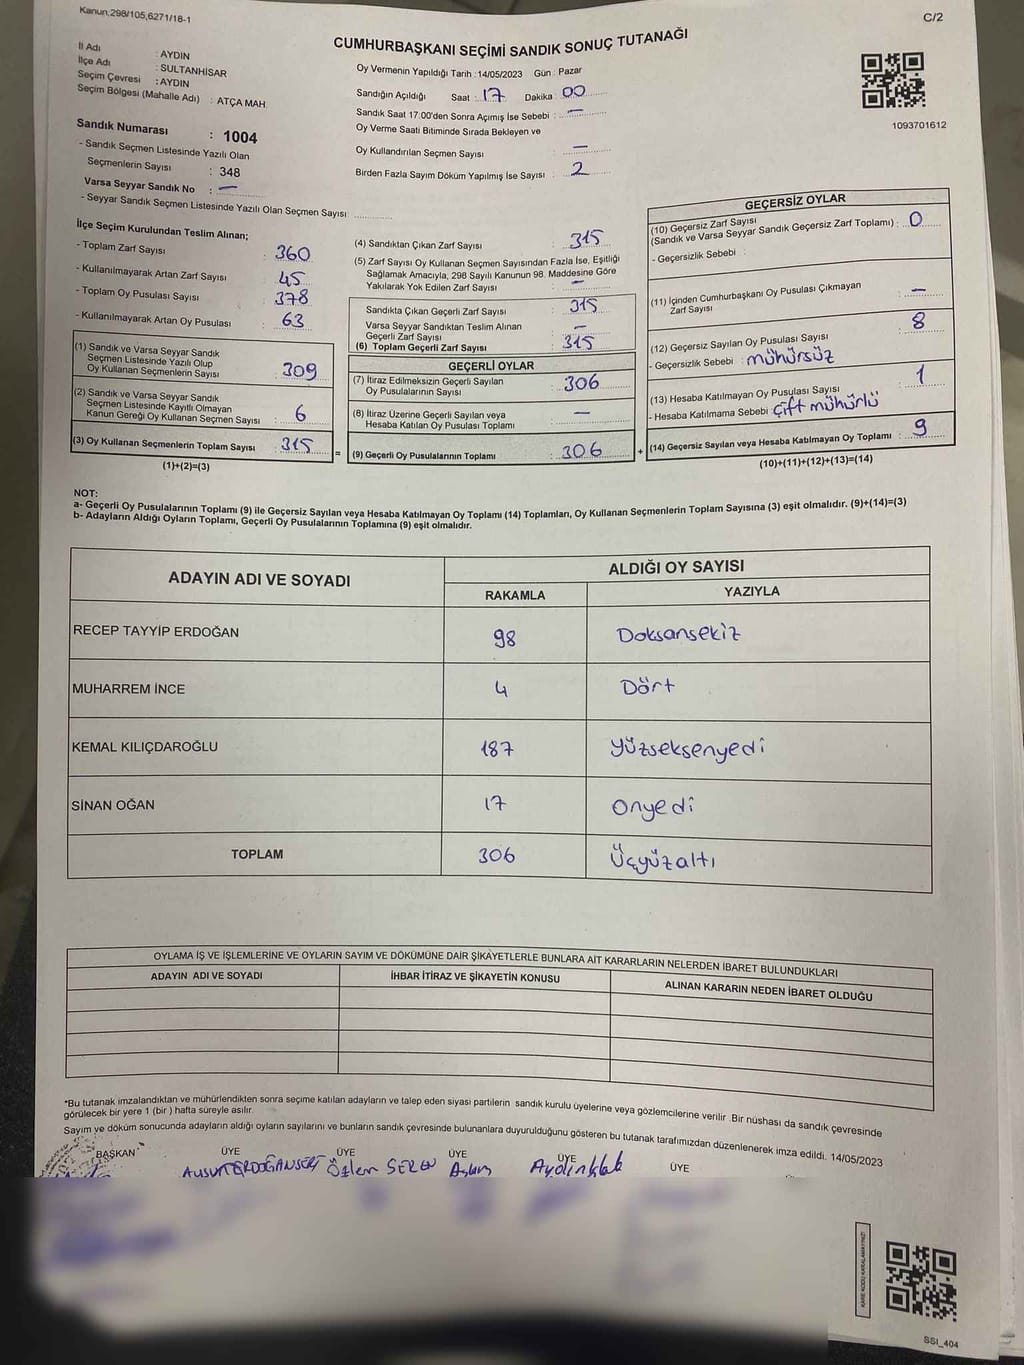 Kanun:298/105,6271/18-1
C/2
CUMHURBAŞKANI SEÇİMİ SANDIK SONUÇ TUTANAĞI
İl Adı : AYDIN
İlçe Adı : SULTANHİSAR
Seçim Çevresi : AYDIN
Seçim Bölgesi (Mahalle Adı) : ATÇA MAH.
Sandık Numarası : 1004
- Sandık Seçmen Listesinde Yazılı Olan
Seçmenlerin Sayısı : 348
Varsa Seyyar Sandık No : —
- Seyyar Sandık Seçmen Listesinde Yazılı Olan Seçmen Sayısı
Oy Vermenin Yapıldığı Tarih : 14/05/2023 Gün : Pazar
Sandığın Açıldığı Saat : 17 Dakika : 00
Sandık Saat 17:00'den Sonra Açımış İse Sebebi : —
Oy Verme Saati Bitiminde Sırada Bekleyen ve
Oy Kullandırılan Seçmen Sayısı —
Birden Fazla Sayım Döküm Yapılmış İse Sayısı : 2
1093701612
İlçe Seçim Kurulundan Teslim Alınan;
- Toplam Zarf Sayısı : 360
- Kullanılmayarak Artan Zarf Sayısı : 45
- Toplam Oy Pusulası Sayısı : 378
- Kullanılmayarak Artan Oy Pusulası : 63
(1) Sandık ve Varsa Seyyar Sandık
Seçmen Listesinde Yazılı Olup
Oy Kullanan Seçmenlerin Sayısı : 309
(2) Sandık ve Varsa Seyyar Sandık
Seçmen Listesinde Kayıtlı Olmayan
Kanun Gereği Oy Kullanan Seçmen Sayısı : 6
(3) Oy Kullanan Seçmenlerin Toplam Sayısı : 315
(1)+(2)=(3)
=
(4) Sandıktan Çıkan Zarf Sayısı : 315
(5) Zarf Sayısı Oy Kullanan Seçmen Sayısından Fazla İse, Eşitliği
Sağlamak Amacıyla, 298 Sayılı Kanunun 98. Maddesine Göre
Yakılarak Yok Edilen Zarf Sayısı : —
Sandıkta Çıkan Geçerli Zarf Sayısı : 315
Varsa Seyyar Sandıktan Teslim Alınan
Geçerli Zarf Sayısı : —
(6) Toplam Geçerli Zarf Sayısı : 315
GEÇERLİ OYLAR
(7) İtiraz Edilmeksizin Geçerli Sayılan
Oy Pusulalarının Sayısı : 306
(8) İtiraz Üzerine Geçerli Sayılan veya
Hesaba Katılan Oy Pusulası Toplamı : —
(9) Geçerli Oy Pusulalarının Toplamı : 306
+
GEÇERSİZ OYLAR
(10) Geçersiz Zarf Sayısı
(Sandık ve Varsa Seyyar Sandık Geçersiz Zarf Toplamı) : 0
- Geçersizlik Sebebi :
(11) İçinden Cumhurbaşkanı Oy Pusulası Çıkmayan
Zarf Sayısı : —
(12) Geçersiz Sayılan Oy Pusulası Sayısı : 8
- Geçersizlik Sebebi : mühürsüz
(13) Hesaba Katılmayan Oy Pusulası Sayısı : 1
- Hesaba Katılmama Sebebi çift mühürlü
(14) Geçersiz Sayılan veya Hesaba Katılmayan Oy Toplamı : 9
(10)+(11)+(12)+(13)=(14)
NOT:
a- Geçerli Oy Pusulalarının Toplamı (9) ile Geçersiz Sayılan veya Hesaba Katılmayan Oy Toplamı (14) Toplamları, Oy Kullanan Seçmenlerin Toplam Sayısına (3) eşit olmalıdır. (9)+(14)=(3)
b- Adayların Aldığı Oyların Toplamı, Geçerli Oy Pusulalarının Toplamına (9) eşit olmalıdır.
ADAYIN ADI VE SOYADI
ALDIĞI OY SAYISI
RAKAMLA YAZIYLA
RECEP TAYYİP ERDOĞAN 98 Doksansekiz
MUHARREM İNCE 4 Dört
KEMAL KILIÇDAROĞLU 187 Yüzseksenyedi
SİNAN OĞAN 17 Onyedi
TOPLAM 306 Üçyüzaltı
OYLAMA İŞ VE İŞLEMLERİNE VE OYLARIN SAYIM VE DÖKÜMÜNE DAİR ŞİKAYETLERLE BUNLARA AİT KARARLARIN NELERDEN İBARET BULUNDUKLARI
ADAYIN ADI VE SOYADI İHBAR İTİRAZ VE ŞİKAYETİN KONUSU ALINAN KARARIN NEDEN İBARET OLDUĞU
*Bu tutanak imzalandıktan ve mühürlendikten sonra seçime katılan adayların ve talep eden siyasi partilerin sandık kurulu üyelerine veya gözlemcilerine verilir. Bir nüshası da sandık çevresinde
görülecek bir yere 1 (bir ) hafta süreyle asılır.
Sayım ve döküm sonucunda adayların aldığı oyların sayılarını ve bunların sandık çevresinde bulunanlara duyurulduğunu gösteren bu tutanak tarafımızdan düzenlenerek imza edildi. 14/05/2023
BAŞKAN ÜYE ÜYE ÜYE ÜYE ÜYE
Özlem SEREN
KARE KODU KARALAMAYINIZ!
SSI_404